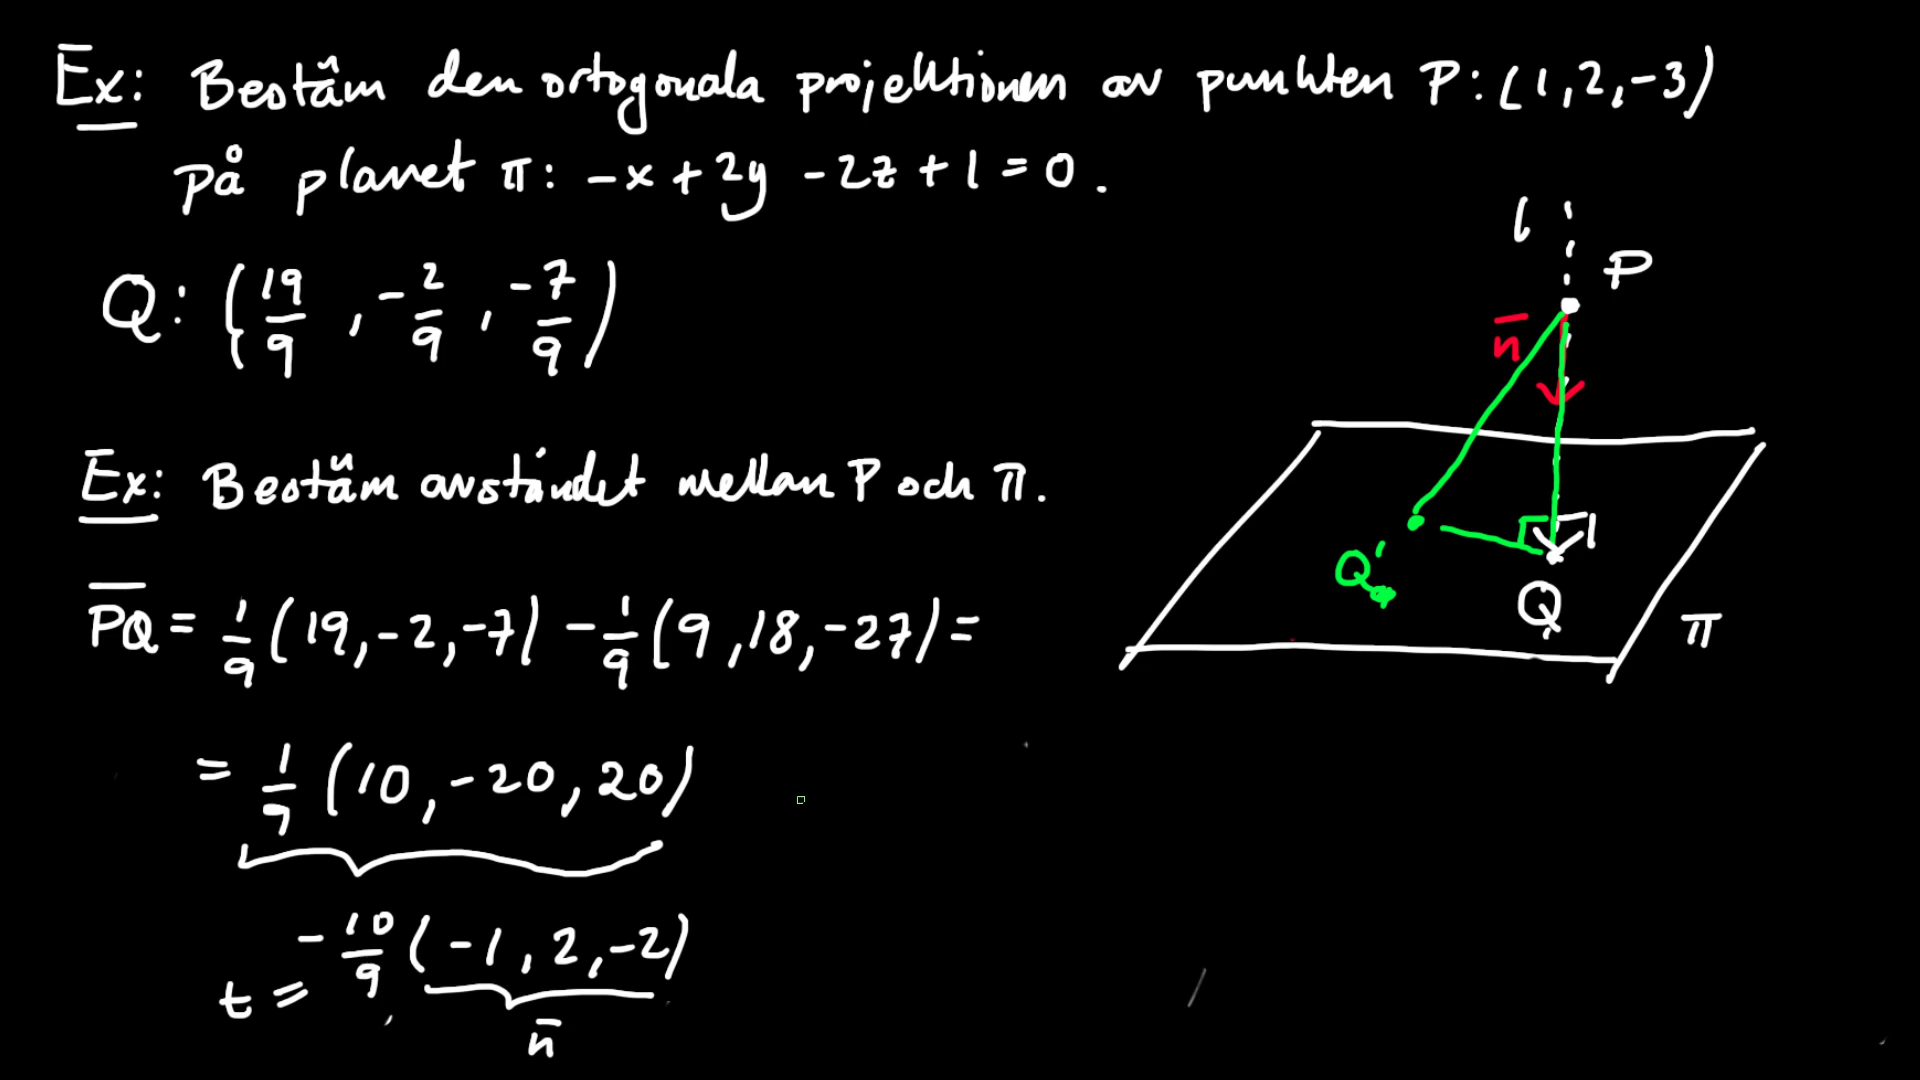 Ex: Bestäm den ortogonala projektionen av punkten P: (1, 2, -3)
på planet π: -x + 2y - 2z + 1 = 0.
Q: (19/9, -2/9, -7/9)
Ex: Bestäm avståndet mellan P och π.
PQ = 1/9 (19, -2, -7) - 1/9 (9, 18, -27) =
= 1/9 (10, -20, 20)
t = -10/9 (-1, 2, -2)
n̄
l
P
n̄
Q'
Q
π